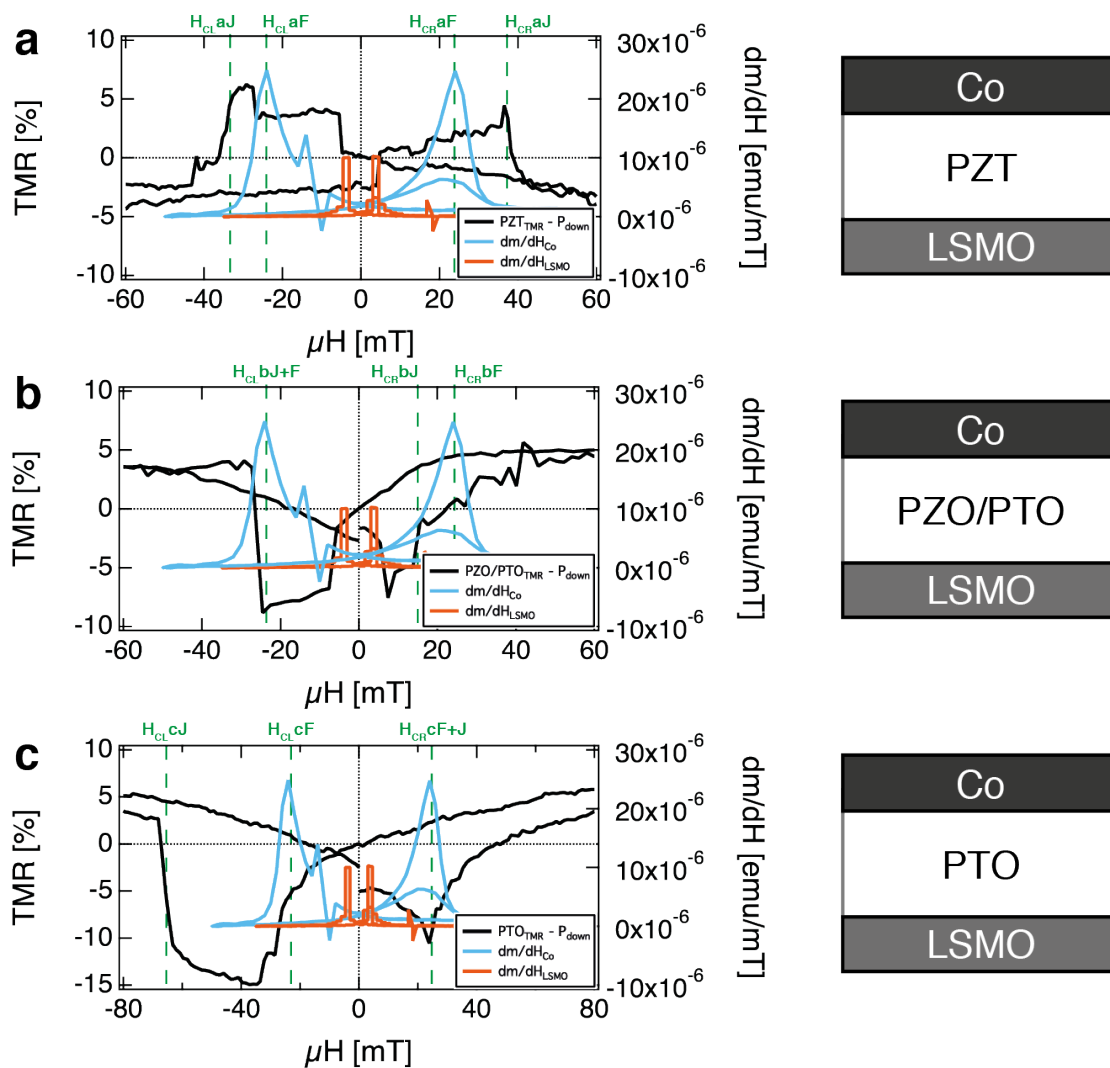 a
H_CL aJ H_CL aF H_CR aF H_CR aJ
TMR [%]
10
5
0
-5
-10
30x10⁻⁶
20x10⁻⁶
10x10⁻⁶
0x10⁻⁶
-10x10⁻⁶
dm/dH [emu/mT]
PZT_TMR - P_down
dm/dH_Co
dm/dH_LSMO
-60 -40 -20 0 20 40 60
µH [mT]
Co
PZT
LSMO
b
H_CL bJ+F H_CR bJ H_CR bF
TMR [%]
10
5
0
-5
-10
30x10⁻⁶
20x10⁻⁶
10x10⁻⁶
0x10⁻⁶
-10x10⁻⁶
dm/dH [emu/mT]
PZO/PTO_TMR - P_down
dm/dH_Co
dm/dH_LSMO
-60 -40 -20 0 20 40 60
µH [mT]
Co
PZO/PTO
LSMO
c
H_CL cJ H_CL cF H_CR cF+J
TMR [%]
10
5
0
-5
-10
-15
30x10⁻⁶
20x10⁻⁶
10x10⁻⁶
0x10⁻⁶
-10x10⁻⁶
dm/dH [emu/mT]
PTO_TMR - P_down
dm/dH_Co
dm/dH_LSMO
-80 -40 0 40 80
µH [mT]
Co
PTO
LSMO